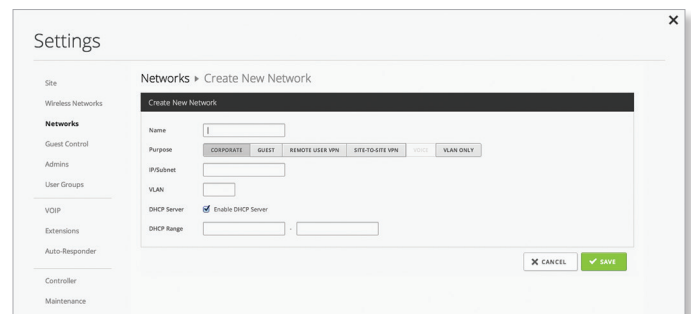 Settings
Site
Wireless Networks
Networks
Guest Control
Admins
User Groups
VOIP
Extensions
Auto-Responder
Controller
Maintenance
Networks ▸ Create New Network
Create New Network
Name
Purpose CORPORATE GUEST REMOTE USER VPN SITE-TO-SITE VPN VOICE VLAN ONLY
IP/Subnet
VLAN
DHCP Server Enable DHCP Server
DHCP Range -
CANCEL SAVE